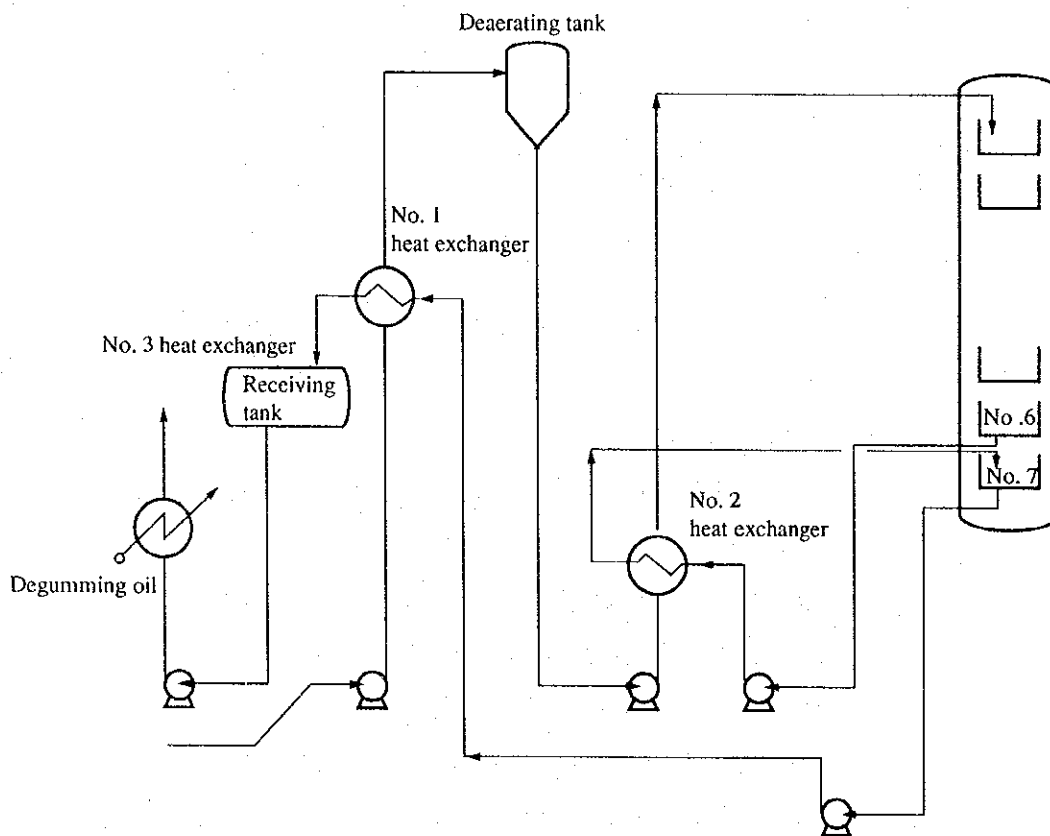 Deaerating tank
No. 1
heat exchanger
No. 3 heat exchanger
Receiving
tank
No .6
No. 7
No. 2
heat exchanger
Degumming oil